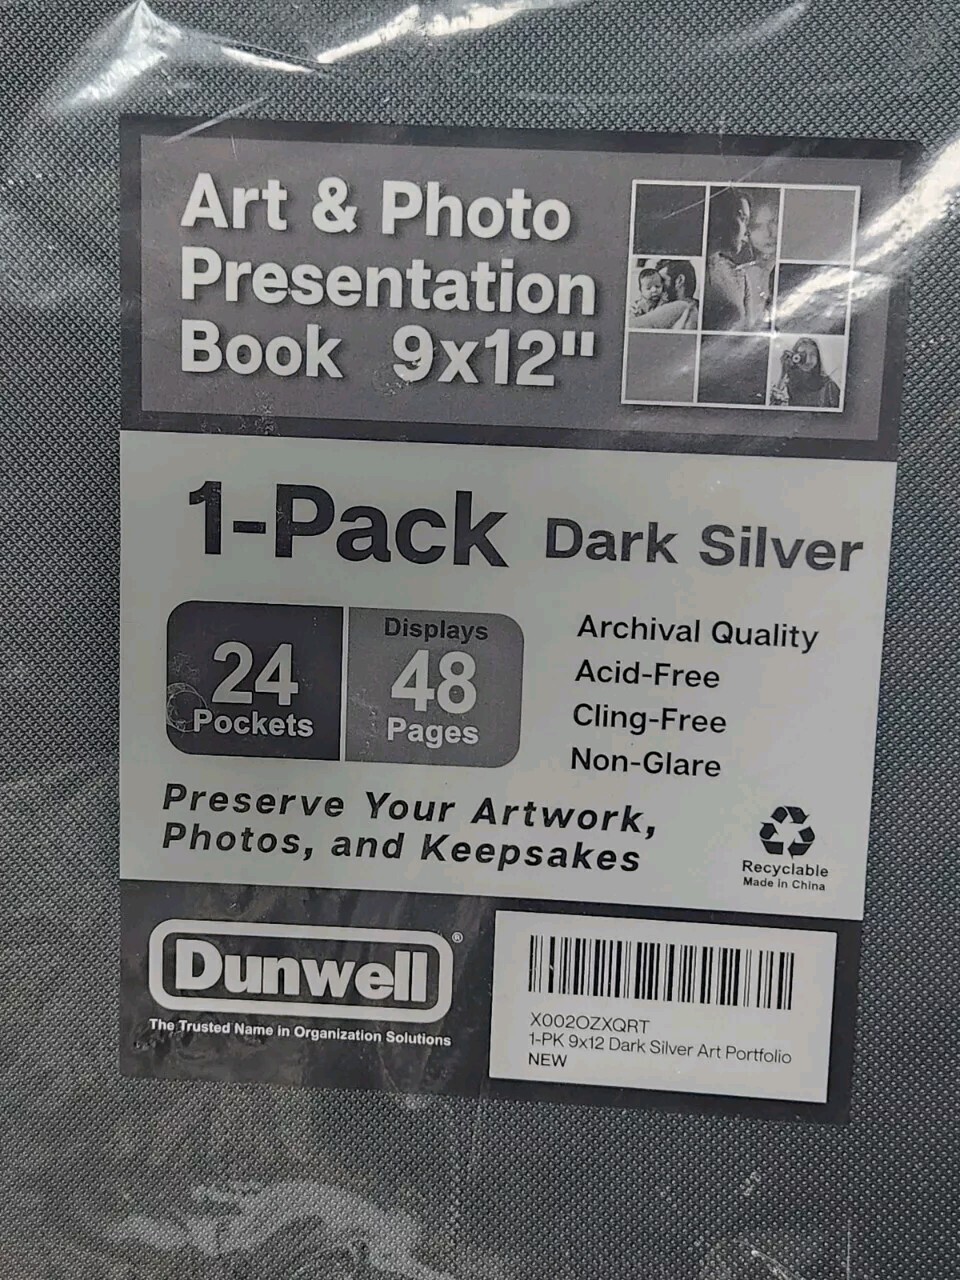 Art & Photo
Presentation
Book 9x12"
1-Pack Dark Silver
24
Pockets
Displays
48
Pages
Archival Quality
Acid-Free
Cling-Free
Non-Glare
Preserve Your Artwork,
Photos, and Keepsakes
Recyclable
Made in China
Dunwell®
The Trusted Name in Organization Solutions
X002OZXQRT
1-PK 9x12 Dark Silver Art Portfolio
NEW